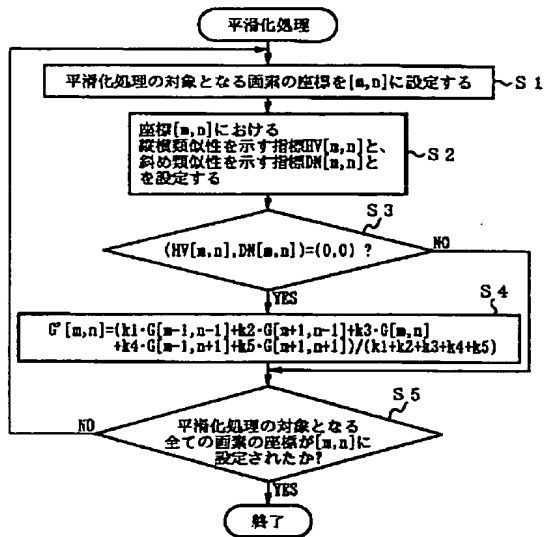 平滑化処理
平滑化処理の対象となる画素の座標を[m,n]に設定する
S1
座標[m,n]における
縦横類似性を示す指標HV[m,n]と、
斜め類似性を示す指標DN[m,n]と
を設定する
S2
S3
(HV[m,n],DN[m,n])=(0,0) ?
NO
YES
S4
G'[m,n]=(k1・G[m-1,n-1]+k2・G[m+1,n-1]+k3・G[m,n]
+k4・G[m-1,n+1]+k5・G[m+1,n+1])/(k1+k2+k3+k4+k5)
S5
NO
平滑化処理の対象となる
全ての画素の座標が[m,n]に
設定されたか?
YES
終了